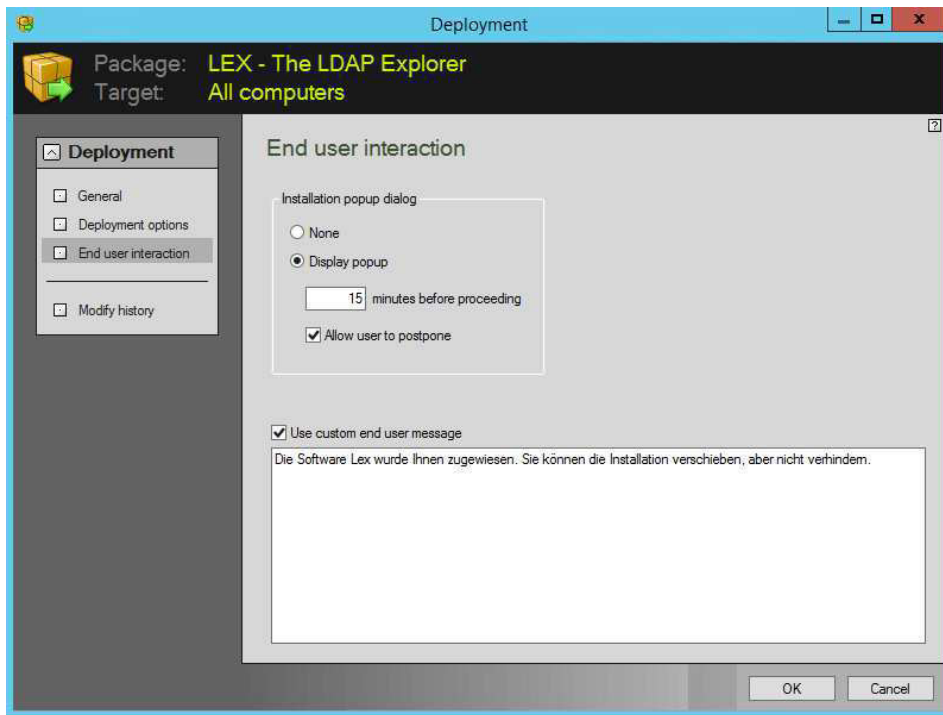 Deployment
Package: LEX - The LDAP Explorer
Target: All computers
?
Deployment
General
Deployment options
End user interaction
Modify history
End user interaction
Installation popup dialog
None
Display popup
15 minutes before proceeding
Allow user to postpone
Use custom end user message
Die Software Lex wurde Ihnen zugewiesen. Sie können die Installation verschieben, aber nicht verhindern.
OK Cancel